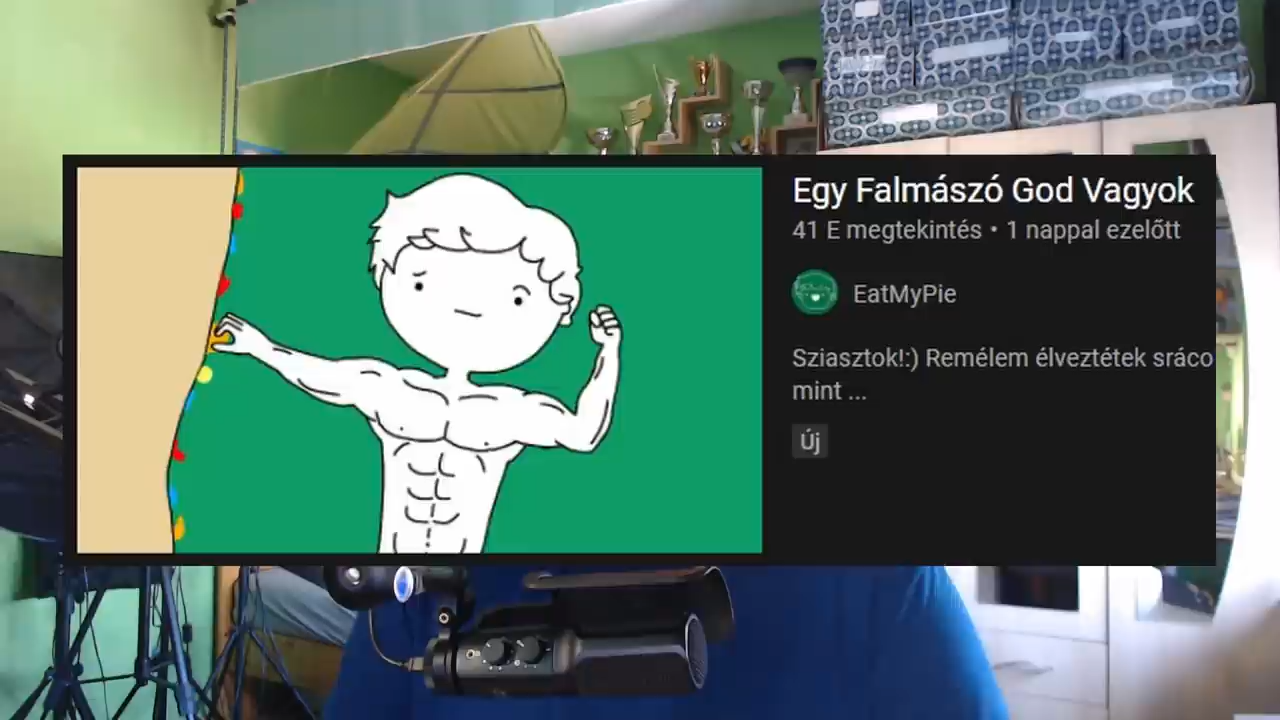 Egy Falmászó God Vagyok
41 E megtekintés • 1 nappal ezelőtt
EatMyPie
Sziasztok!:) Remélem élveztétek sráco
mint ...
Új